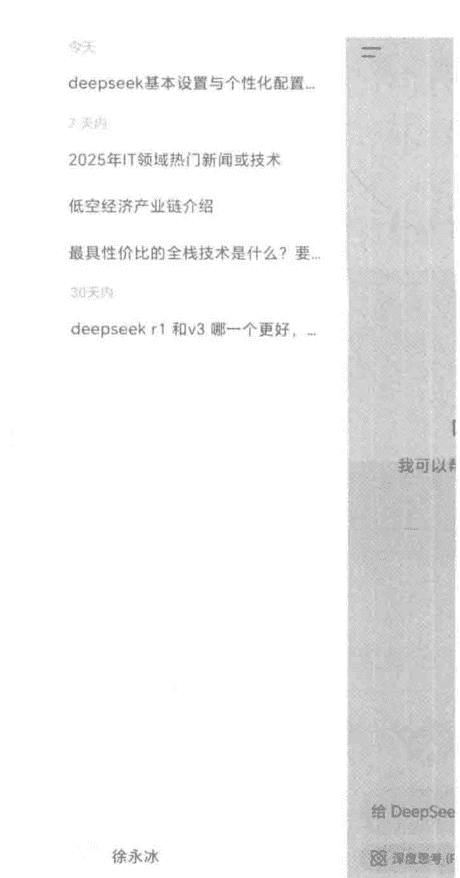 今天
deepseek基本设置与个性化配置...
7 天内
2025年IT领域热门新闻或技术
低空经济产业链介绍
最具性价比的全栈技术是什么？要...
30天内
deepseek r1 和v3 哪一个更好，...
我可以帮
给 DeepSee
深度思考 (R
徐永冰